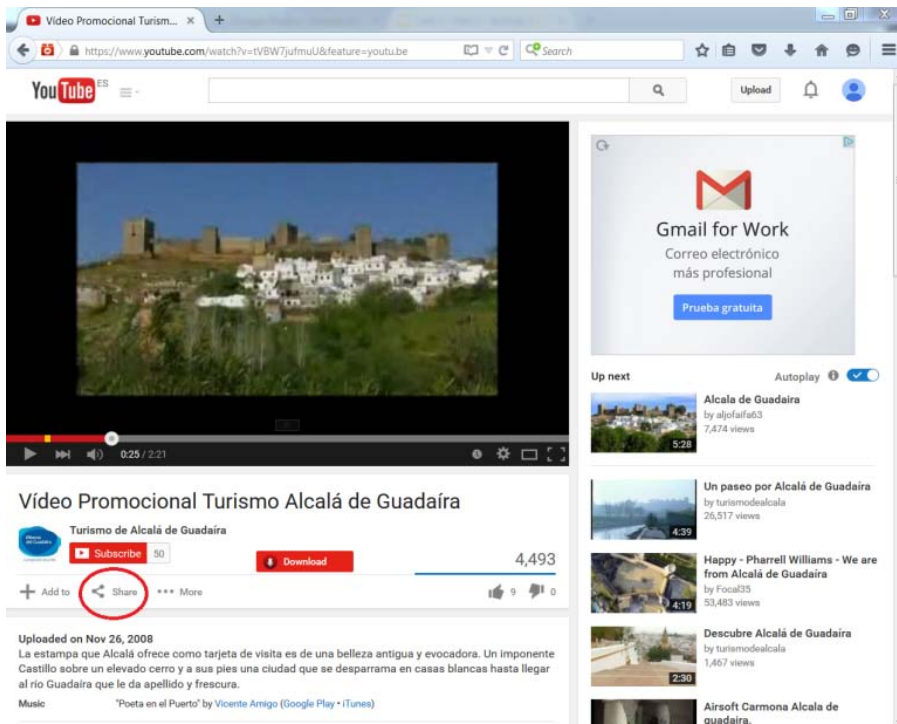 Vídeo Promocional Turism...
https://www.youtube.com/watch?v=tVBW7jufmuU&feature=youtu.be
Search
YouTube ES
Upload
0:25 / 2:21
Vídeo Promocional Turismo Alcalá de Guadaíra
Turismo de Alcalá de Guadaíra
Subscribe 50
Download
4,493
Add to
Share
More
9
0
Uploaded on Nov 26, 2008
La estampa que Alcalá ofrece como tarjeta de visita es de una belleza antigua y evocadora. Un imponente
Castillo sobre un elevado cerro y a sus pies una ciudad que se desparrama en casas blancas hasta llegar
al río Guadaíra que le da apellido y frescura.
Music "Poeta en el Puerto" by Vicente Amigo (Google Play • iTunes)
Gmail for Work
Correo electrónico
más profesional
Prueba gratuita
Up next
Autoplay
Alcala de Guadaira
by aljofaifa63
7,474 views
5:28
Un paseo por Alcalá de Guadaíra
by turismodealcala
26,517 views
4:39
Happy - Pharrell Williams - We are
from Alcalá de Guadaíra
by Focal35
53,483 views
4:19
Descubre Alcalá de Guadaíra
by turismodealcala
1,467 views
2:30
Airsoft Carmona Alcala de
guadaira.